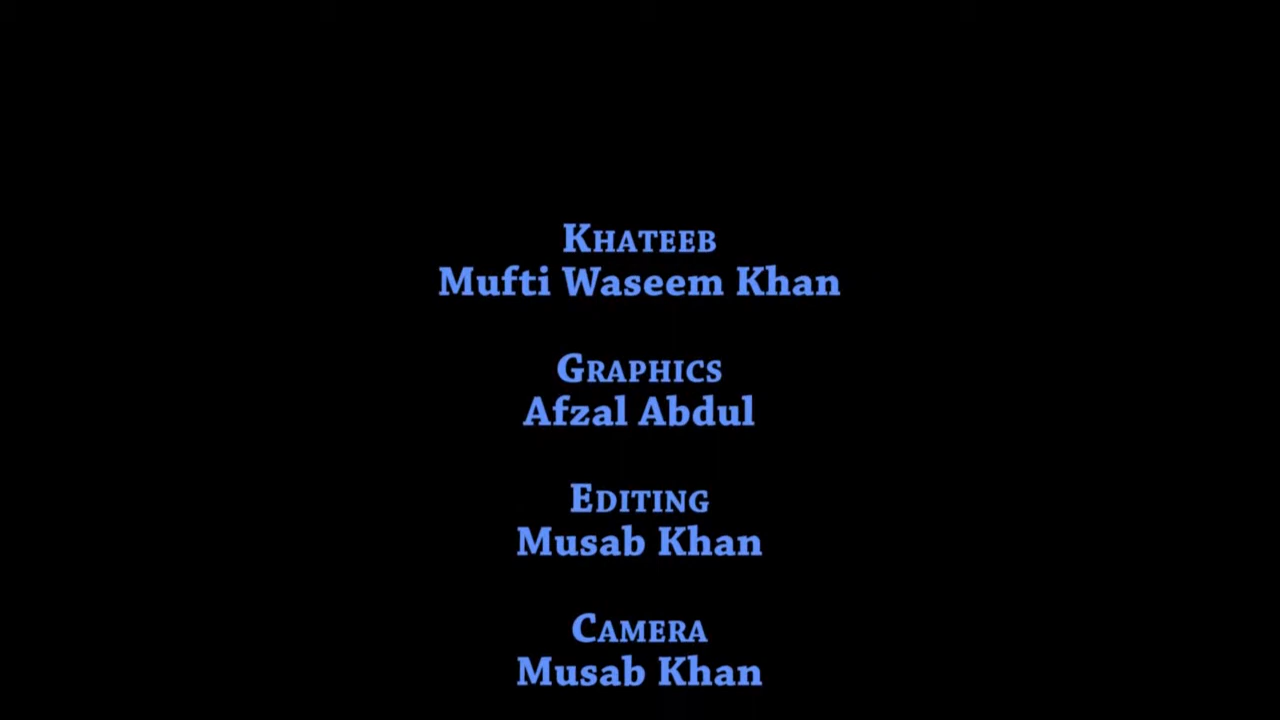 Khateeb
Mufti Waseem Khan
Graphics
Afzal Abdul
Editing
Musab Khan
Camera
Musab Khan